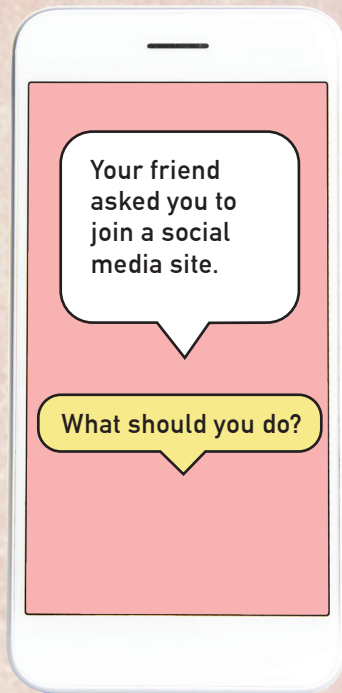 Your friend
asked you to
join a social
media site.
What should you do?